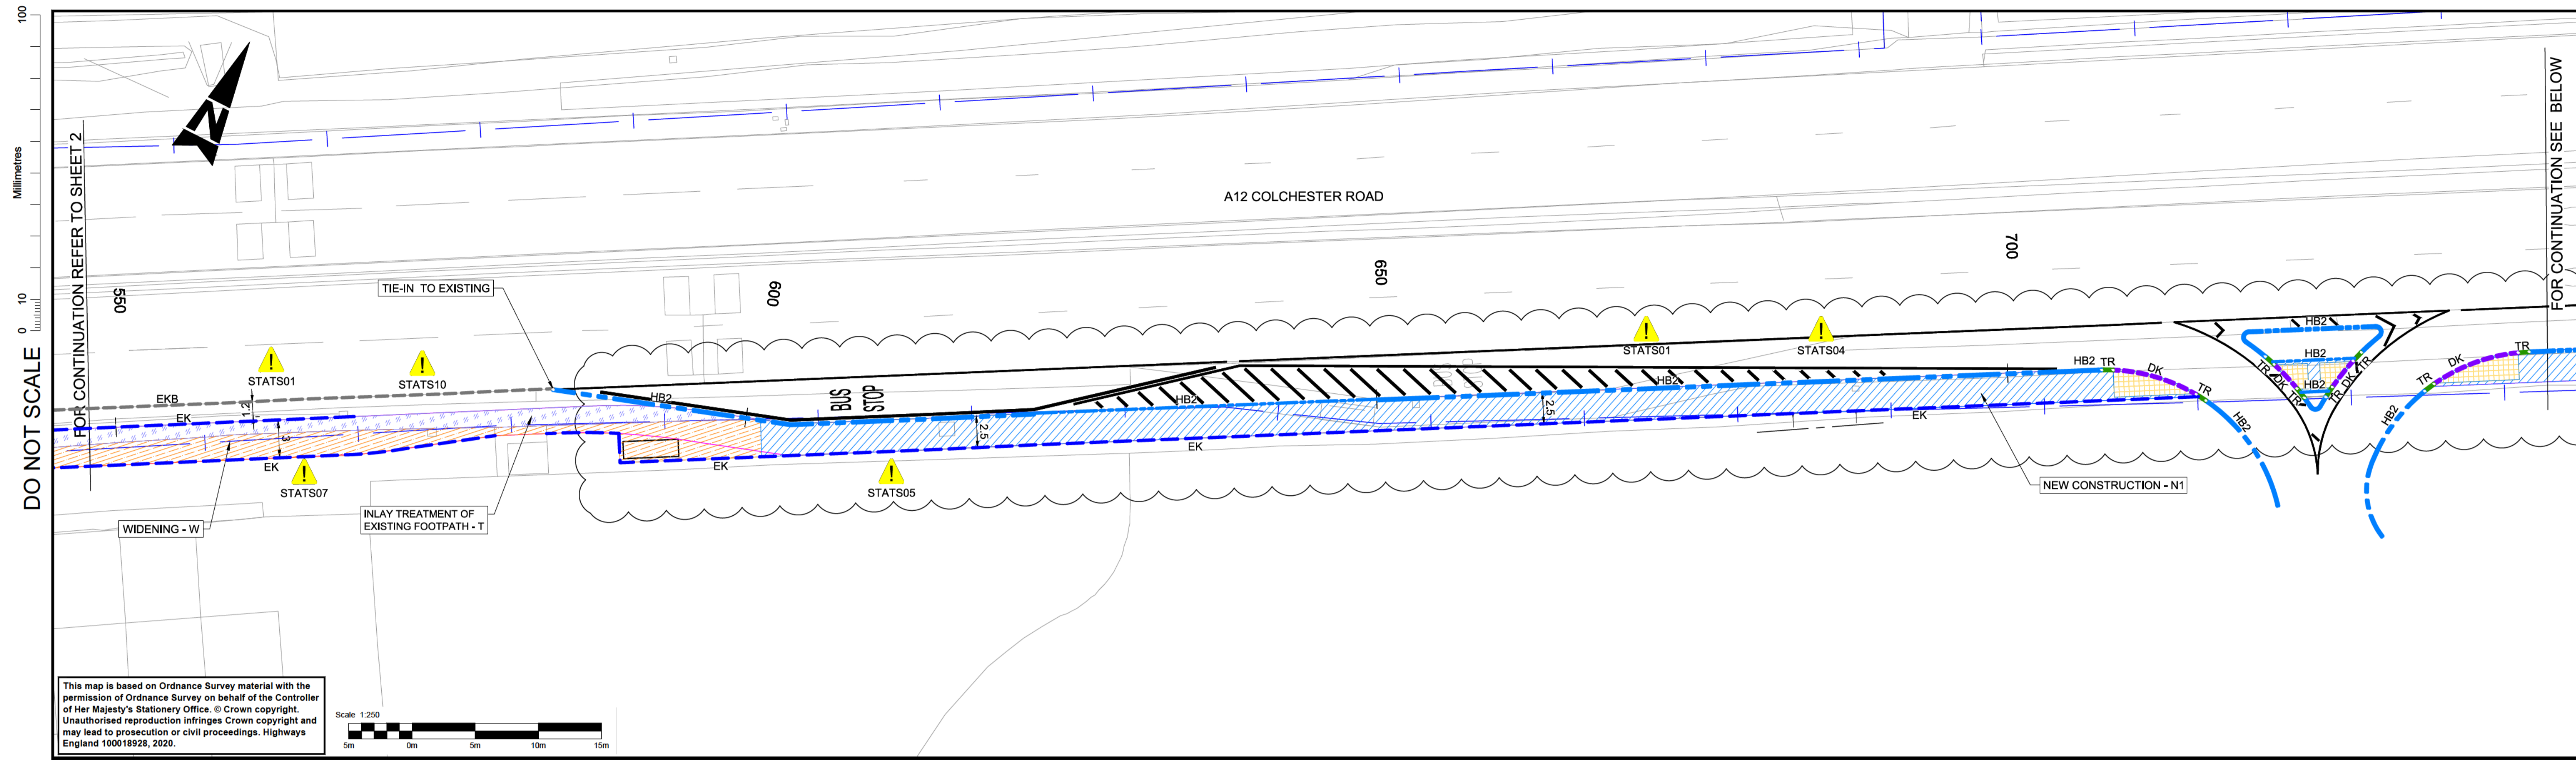 100
Millimetres
10
0
DO NOT SCALE
FOR CONTINUATION REFER TO SHEET 2
N
A12 COLCHESTER ROAD
FOR CONTINUATION SEE BELOW
550
600
650
700
TIE-IN TO EXISTING
STATS01
STATS10
STATS01
STATS04
EKB
1.2
EK
3
EK
STATS07
HB2
BUS
STOP
HB2
HB2
2.5
2.5
EK
EK
EK
STATS05
HB2
TR
DK
TR
HB2
HB2
HB2
TR
DK
TR
HB2
TR
DK
TR
HB2
TR
DK
TR
WIDENING - W
INLAY TREATMENT OF
EXISTING FOOTPATH - T
NEW CONSTRUCTION - N1
This map is based on Ordnance Survey material with the
permission of Ordnance Survey on behalf of the Controller
of Her Majesty's Stationery Office. © Crown copyright.
Unauthorised reproduction infringes Crown copyright and
may lead to prosecution or civil proceedings. Highways
England 100018928, 2020.
Scale 1:250
5m 0m 5m 10m 15m